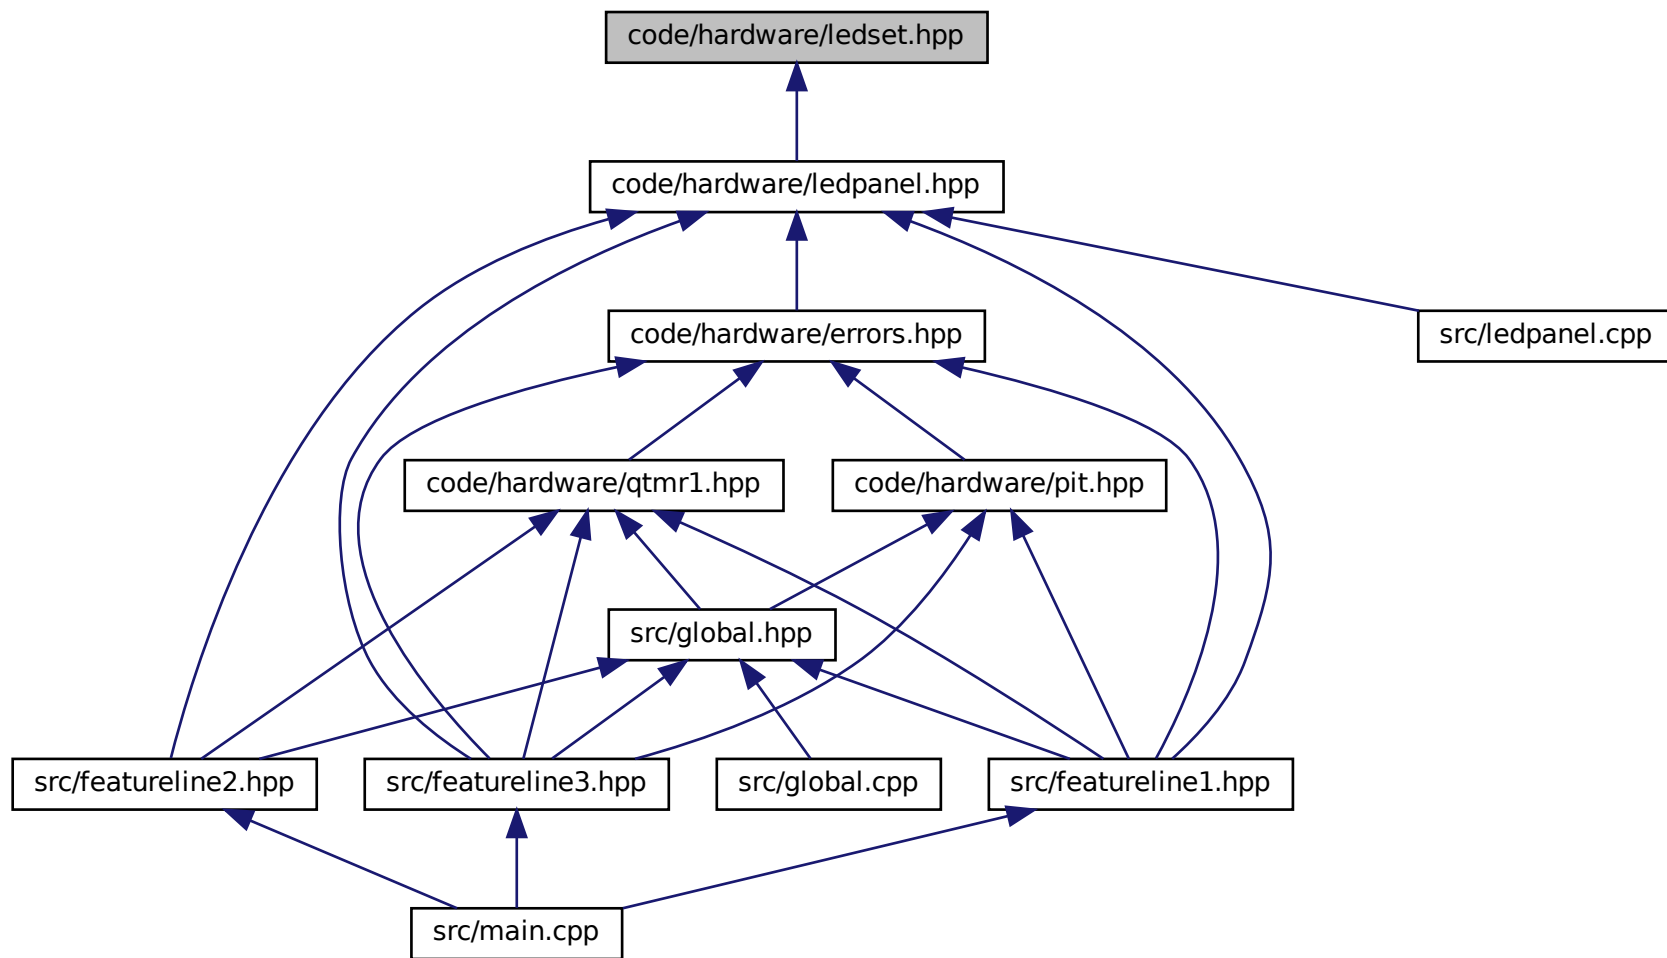 code/hardware/ledset.hpp
code/hardware/ledpanel.hpp
code/hardware/errors.hpp
src/ledpanel.cpp
code/hardware/qtmr1.hpp
code/hardware/pit.hpp
src/global.hpp
src/featureline2.hpp
src/featureline3.hpp
src/global.cpp
src/featureline1.hpp
src/main.cpp